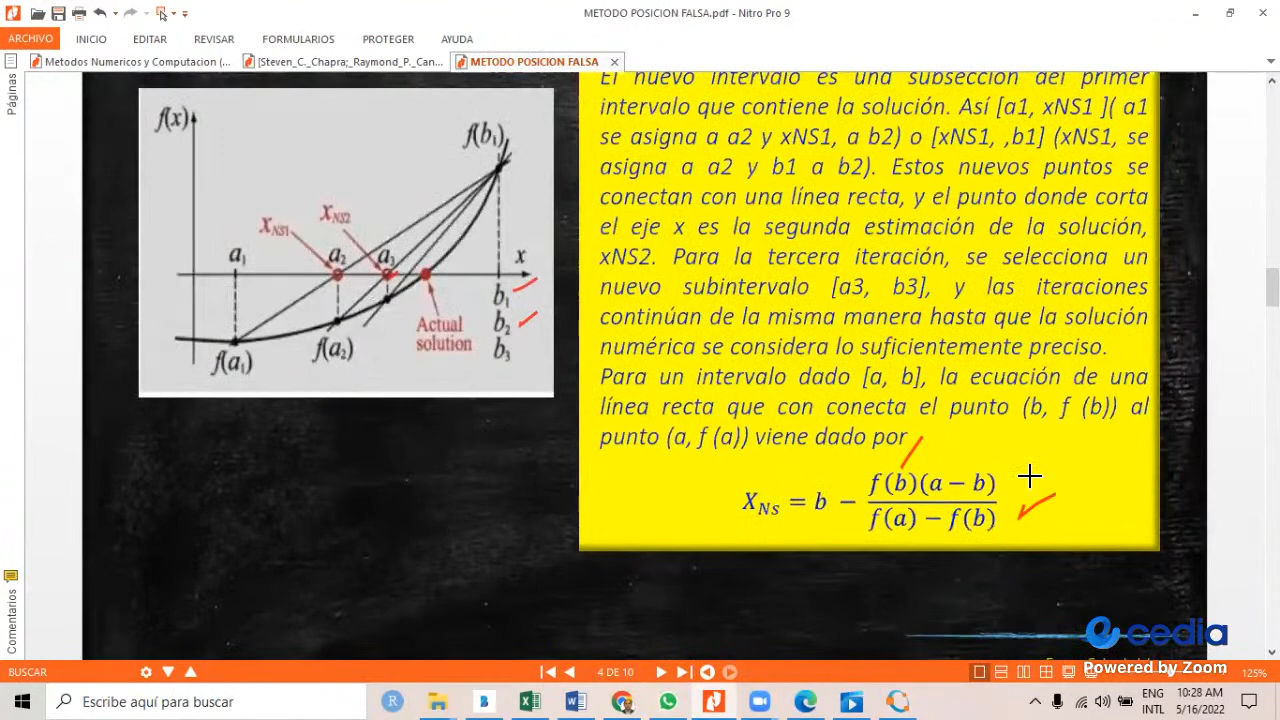 METODO POSICION FALSA.pdf - Nitro Pro 9
ARCHIVO INICIO EDITAR REVISAR FORMULARIOS PROTEGER AYUDA
Metodos Numericos y Computacion (... [Steven_C._Chapra;_Raymond_P._Can... METODO POSICION FALSA
Páginas
f(x)
f(b₁)
x_NS2
x_NS1
a₁ a₂ a₃ x
b₁
b₂
b₃
Actual
solution
f(a₁)
f(a₂)
El nuevo intervalo es una subsección del primer
intervalo que contiene la solución. Así [a1, xNS1 ]( a1
se asigna a a2 y xNS1, a b2) o [xNS1, ,b1] (xNS1, se
asigna a a2 y b1 a b2). Estos nuevos puntos se
conectan con una línea recta, y el punto donde corta
el eje x es la segunda estimación de la solución,
xNS2. Para la tercera iteración, se selecciona un
nuevo subintervalo [a3, b3], y las iteraciones
continúan de la misma manera hasta que la solución
numérica se considera lo suficientemente preciso.
Para un intervalo dado [a, b], la ecuación de una
línea recta que con conecta el punto (b, f (b)) al
punto (a, f (a)) viene dado por
X_Ns = b − f(b)(a − b) / f(a) − f(b)
Comentarios
cedia
Powered by Zoom
BUSCAR 4 DE 10 125%
Escribe aquí para buscar
ENG
INTL
10:28 AM
5/16/2022